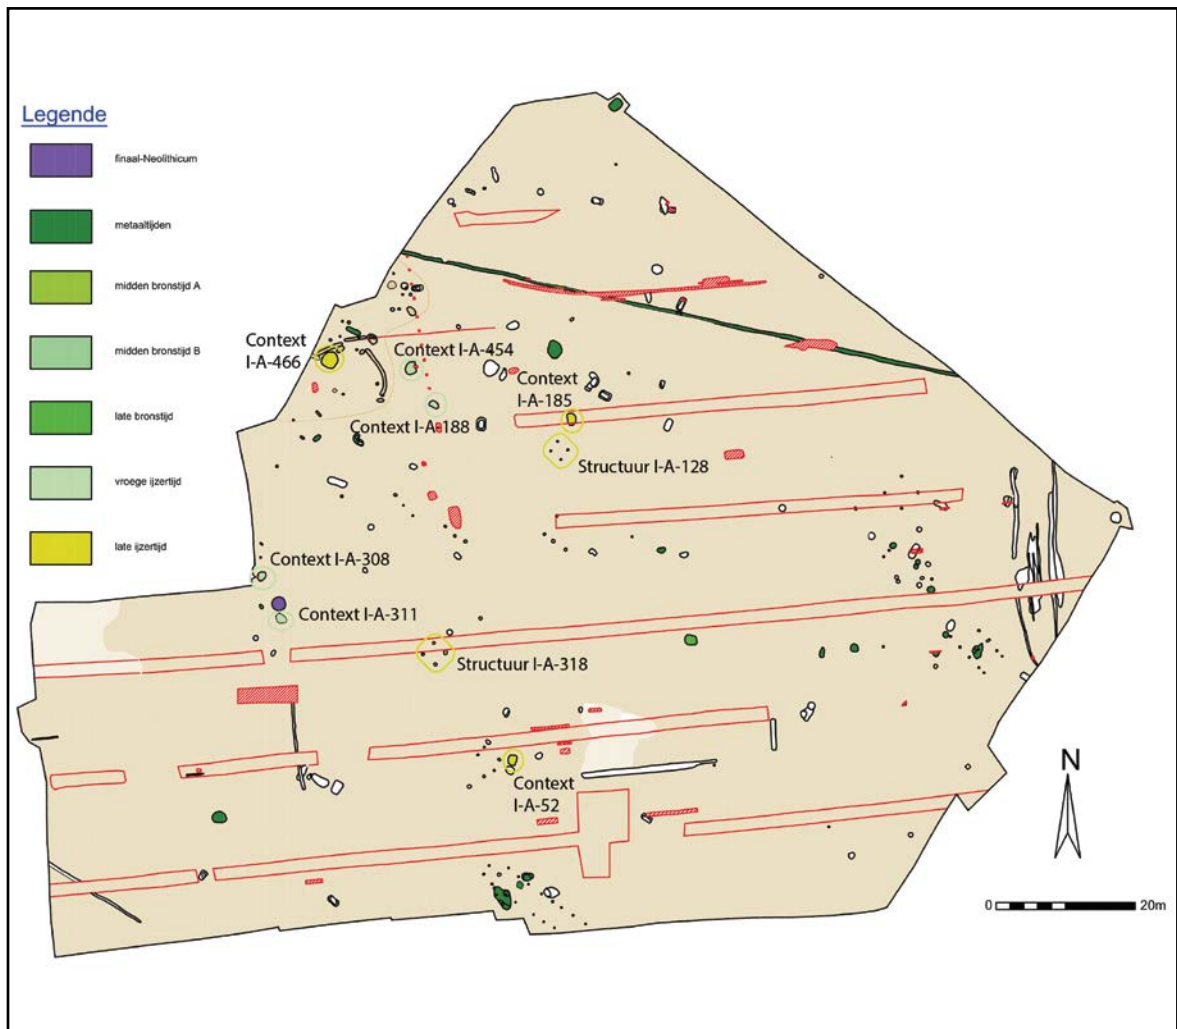 Legende
finaal-Neolithicum
metaaltijden
midden bronstijd A
midden bronstijd B
late bronstijd
vroege ijzertijd
late ijzertijd
Context
I-A-466
Context I-A-454
Context
I-A-185
Context I-A-188
Structuur I-A-128
Context I-A-308
Context I-A-311
Structuur I-A-318
Context
I-A-52
N
0 20m